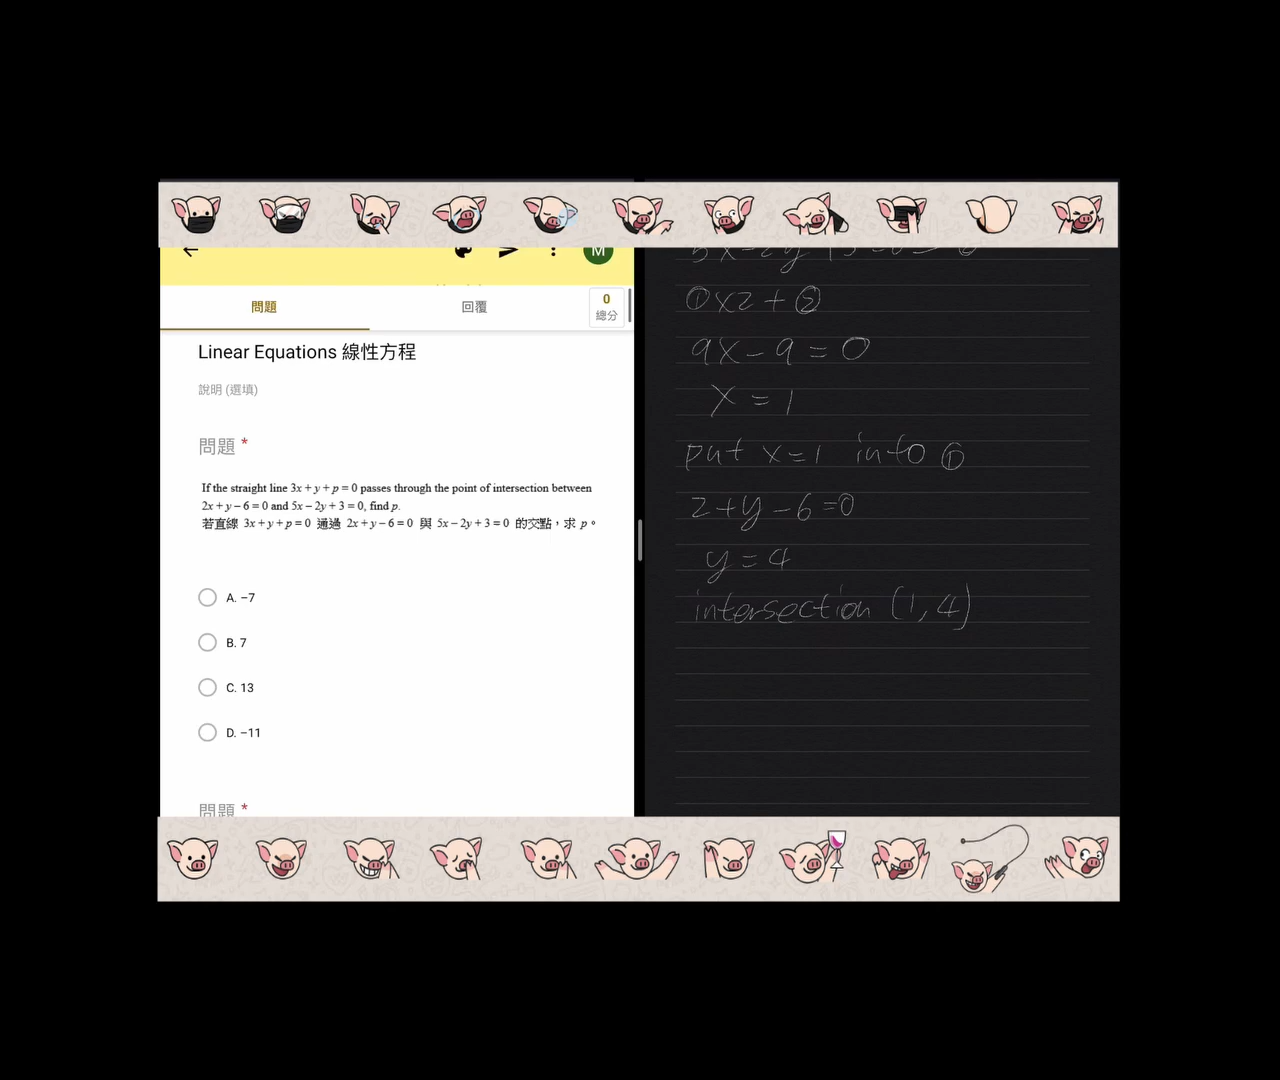 M
問題
回覆
0
總分
Linear Equations 線性方程
說明 (選填)
問題 *
If the straight line 3x + y + p = 0 passes through the point of intersection between
2x + y − 6 = 0 and 5x − 2y + 3 = 0, find p.
若直線 3x + y + p = 0 通過 2x + y − 6 = 0 與 5x − 2y + 3 = 0 的交點，求 p。
A. −7
B. 7
C. 13
D. −11
問題 *
①x2 + ②
9x − 9 = 0
x = 1
put x=1 into ①
2+y−6=0
y = 4
intersection (1, 4)